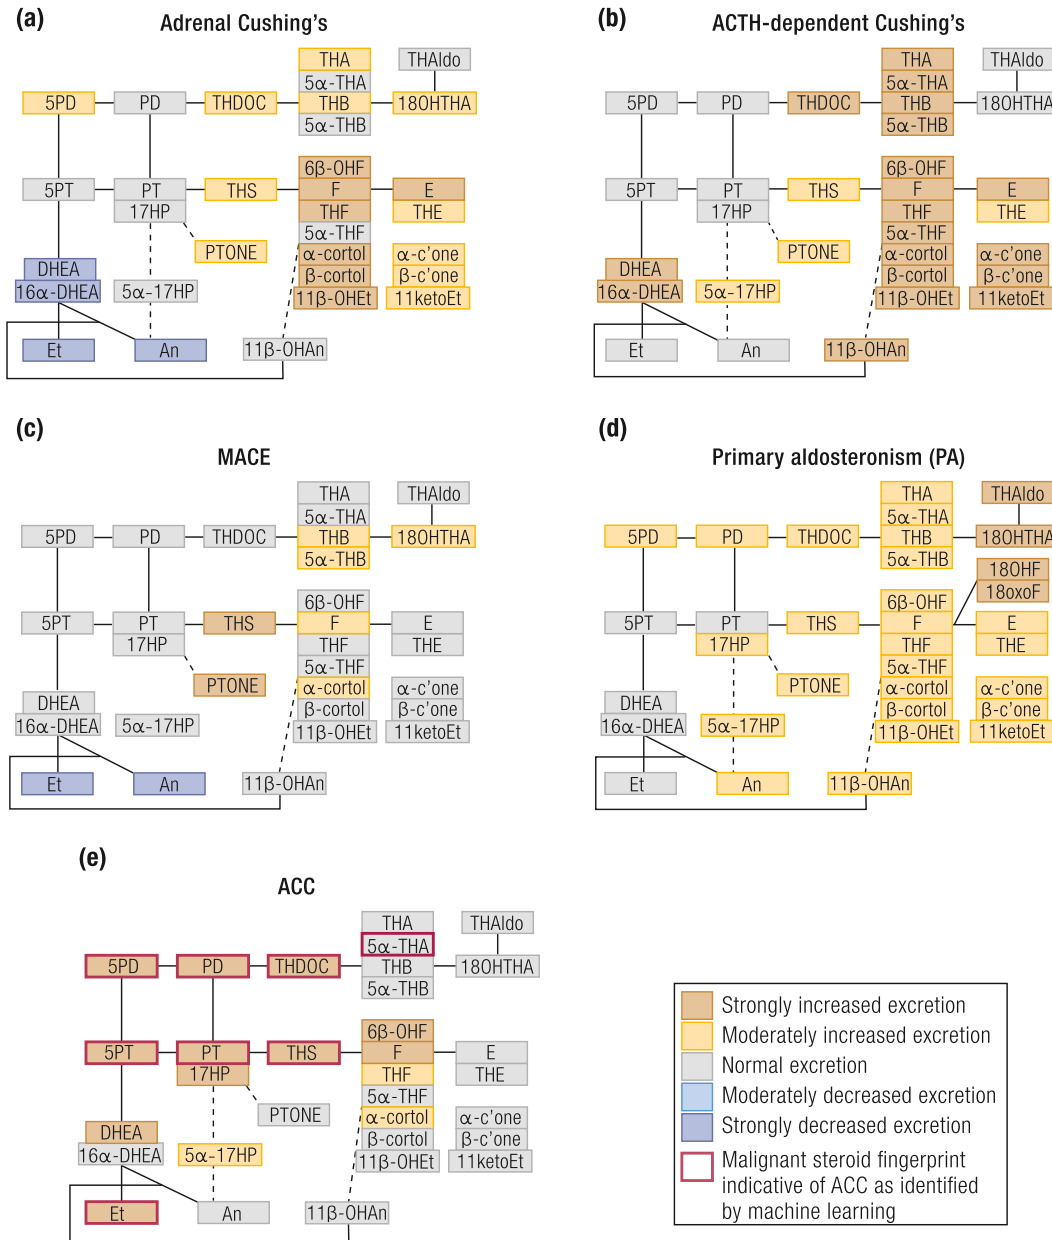 (a)
Adrenal Cushing's
THA
THAldo
5α-THA
5PD
PD
THDOC
THB
18OHTHA
5α-THB
6β-OHF
5PT
PT
THS
F
E
17HP
THF
THE
5α-THF
PTONE
α-cortol
α-c'one
DHEA
β-cortol
β-c'one
16α-DHEA
5α-17HP
11β-OHEt
11ketoEt
Et
An
11β-OHAn
(b)
ACTH-dependent Cushing's
THA
THAldo
5α-THA
5PD
PD
THDOC
THB
18OHTHA
5α-THB
6β-OHF
5PT
PT
THS
F
E
17HP
THF
THE
5α-THF
PTONE
α-cortol
α-c'one
DHEA
β-cortol
β-c'one
16α-DHEA
5α-17HP
11β-OHEt
11ketoEt
Et
An
11β-OHAn
(c)
MACE
THA
THAldo
5α-THA
5PD
PD
THDOC
THB
18OHTHA
5α-THB
6β-OHF
5PT
PT
THS
F
E
17HP
THF
THE
5α-THF
PTONE
α-cortol
α-c'one
DHEA
β-cortol
β-c'one
16α-DHEA
5α-17HP
11β-OHEt
11ketoEt
Et
An
11β-OHAn
(d)
Primary aldosteronism (PA)
THA
THAldo
5α-THA
5PD
PD
THDOC
THB
18OHTHA
5α-THB
18OHF
18oxoF
6β-OHF
5PT
PT
THS
F
E
17HP
THF
THE
5α-THF
PTONE
α-cortol
α-c'one
DHEA
β-cortol
β-c'one
16α-DHEA
5α-17HP
11β-OHEt
11ketoEt
Et
An
11β-OHAn
(e)
ACC
THA
THAldo
5α-THA
5PD
PD
THDOC
THB
18OHTHA
5α-THB
6β-OHF
5PT
PT
THS
F
E
17HP
THF
THE
5α-THF
PTONE
α-cortol
α-c'one
DHEA
β-cortol
β-c'one
16α-DHEA
5α-17HP
11β-OHEt
11ketoEt
Et
An
11β-OHAn
Strongly increased excretion
Moderately increased excretion
Normal excretion
Moderately decreased excretion
Strongly decreased excretion
Malignant steroid fingerprint
indicative of ACC as identified
by machine learning